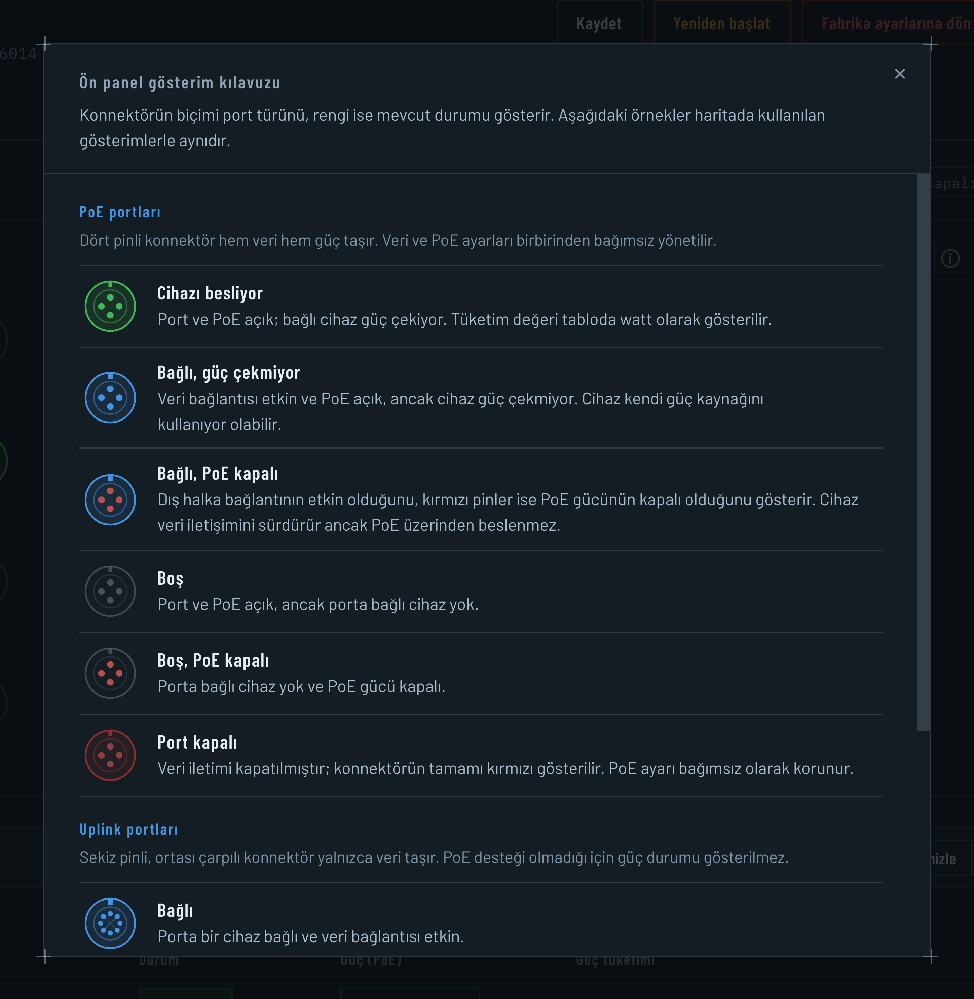 Kaydet
Yeniden başlat
Fabrika ayarlarına dön
6014
Ön panel gösterim kılavuzu
Konnektörün biçimi port türünü, rengi ise mevcut durumu gösterir. Aşağıdaki örnekler haritada kullanılan
gösterimlerle aynıdır.
kapalı
PoE portları
Dört pinli konnektör hem veri hem güç taşır. Veri ve PoE ayarları birbirinden bağımsız yönetilir.
Cihazı besliyor
Port ve PoE açık; bağlı cihaz güç çekiyor. Tüketim değeri tabloda watt olarak gösterilir.
Bağlı, güç çekmiyor
Veri bağlantısı etkin ve PoE açık, ancak cihaz güç çekmiyor. Cihaz kendi güç kaynağını
kullanıyor olabilir.
Bağlı, PoE kapalı
Dış halka bağlantının etkin olduğunu, kırmızı pinler ise PoE gücünün kapalı olduğunu gösterir. Cihaz
veri iletişimini sürdürür ancak PoE üzerinden beslenmez.
Boş
Port ve PoE açık, ancak porta bağlı cihaz yok.
Boş, PoE kapalı
Porta bağlı cihaz yok ve PoE gücü kapalı.
Port kapalı
Veri iletimi kapatılmıştır; konnektörün tamamı kırmızı gösterilir. PoE ayarı bağımsız olarak korunur.
Uplink portları
Sekiz pinli, ortası çarpılı konnektör yalnızca veri taşır. PoE desteği olmadığı için güç durumu gösterilmez.
Bağlı
Porta bir cihaz bağlı ve veri bağlantısı etkin.
Durum
Güç (PoE)
Güç tüketimi